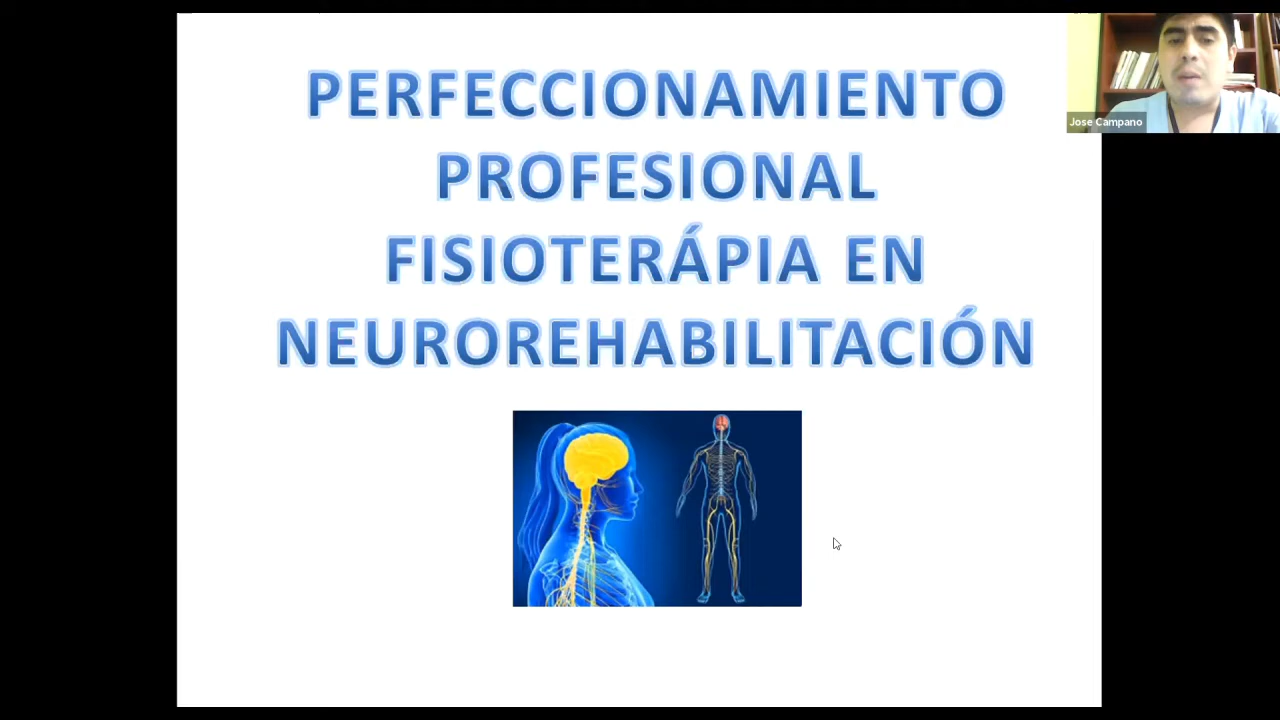 PERFECCIONAMIENTO
PROFESIONAL
FISIOTERÁPIA EN
NEUROREHABILITACIÓN
Jose Campano